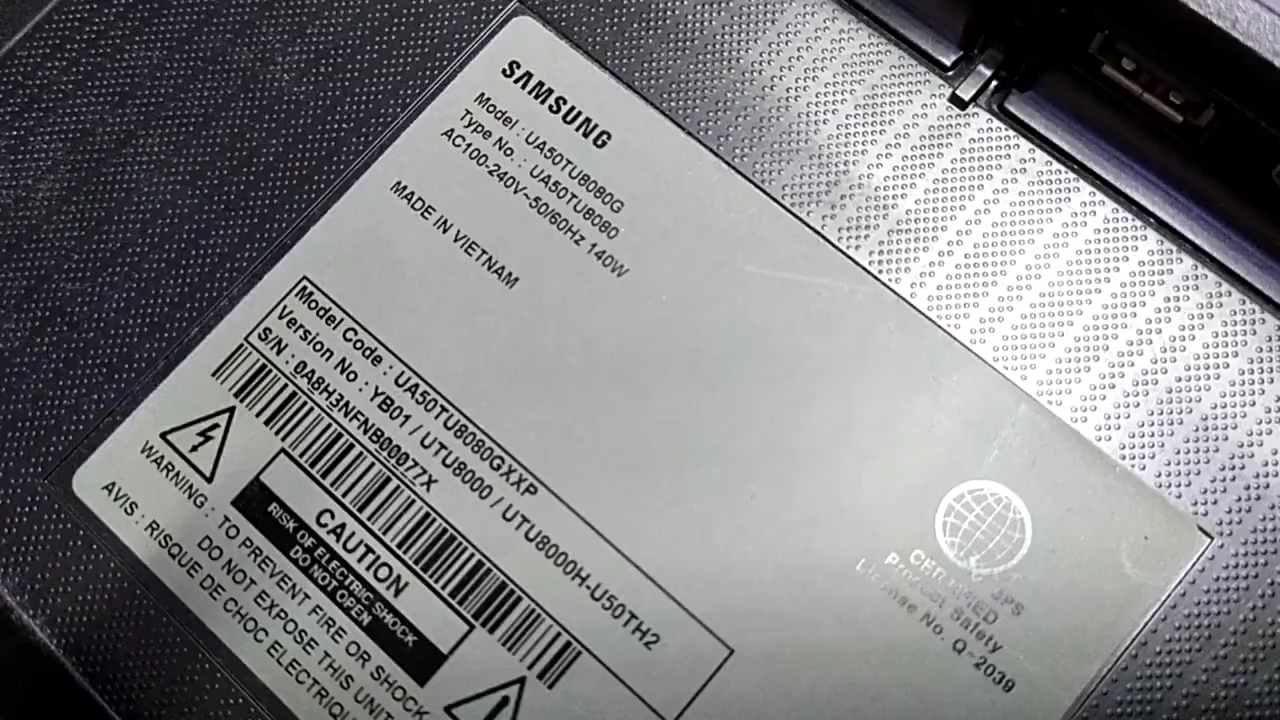 SAMSUNG
Model : UA50TU8080G
Type No. : UA50TU8080
AC100-240V~50/60Hz 140W
MADE IN VIETNAM
Model Code : UA50TU8080GXXP
Version No : YB01 / UTU8000 / UTU8000H-U50TH2
S/N : 0A8H3NFNB00077X
WARNING : TO PREVENT FIRE OR SHOCK
DO NOT EXPOSE THIS UNIT
AVIS : RISQUE DE CHOC ELECTRIQU
CAUTION
RISK OF ELECTRIC SHOCK
DO NOT OPEN
BPS
CERTIFIED
Product Safety
License No. Q-2039